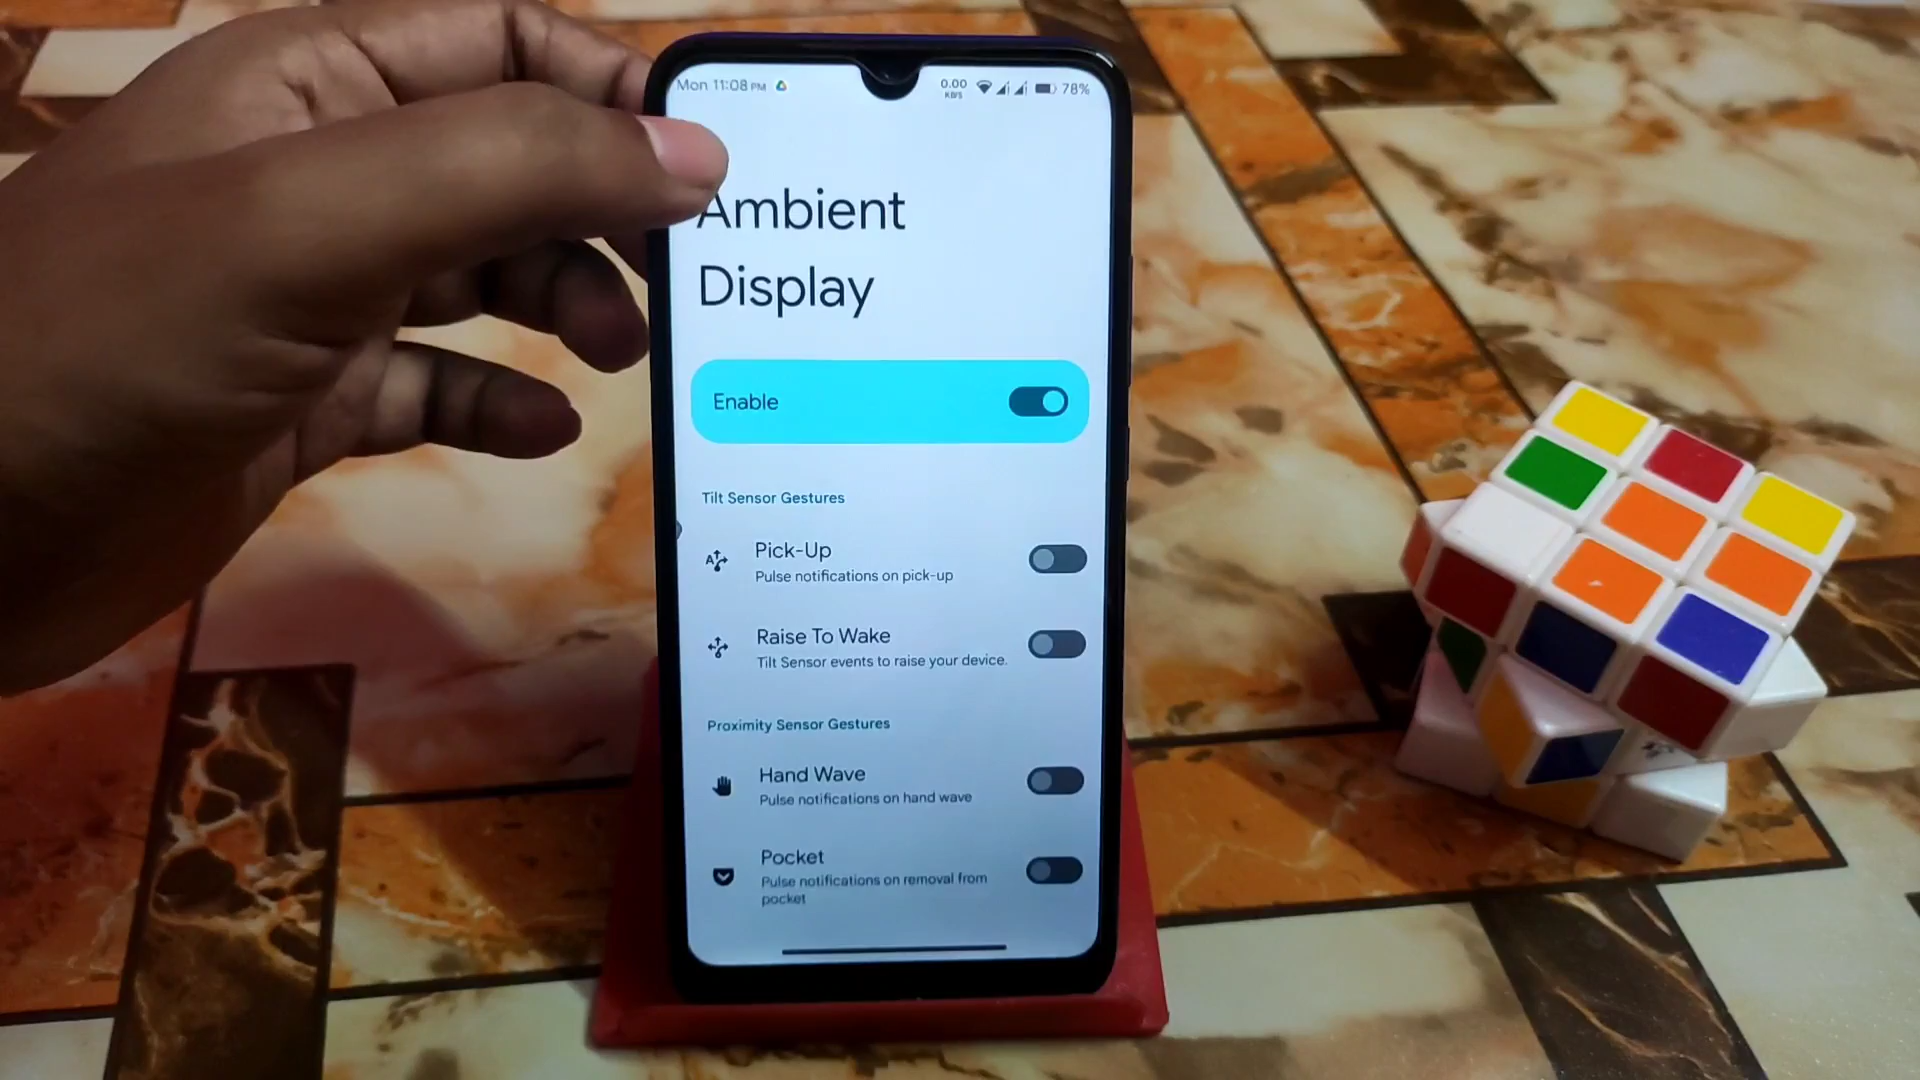 Mon 11:08 PM 0.00 KB/S 78%
Ambient
Display
Enable
Tilt Sensor Gestures
Pick-Up
Pulse notifications on pick-up
Raise To Wake
Tilt Sensor events to raise your device.
Proximity Sensor Gestures
Hand Wave
Pulse notifications on hand wave
Pocket
Pulse notifications on removal from
pocket